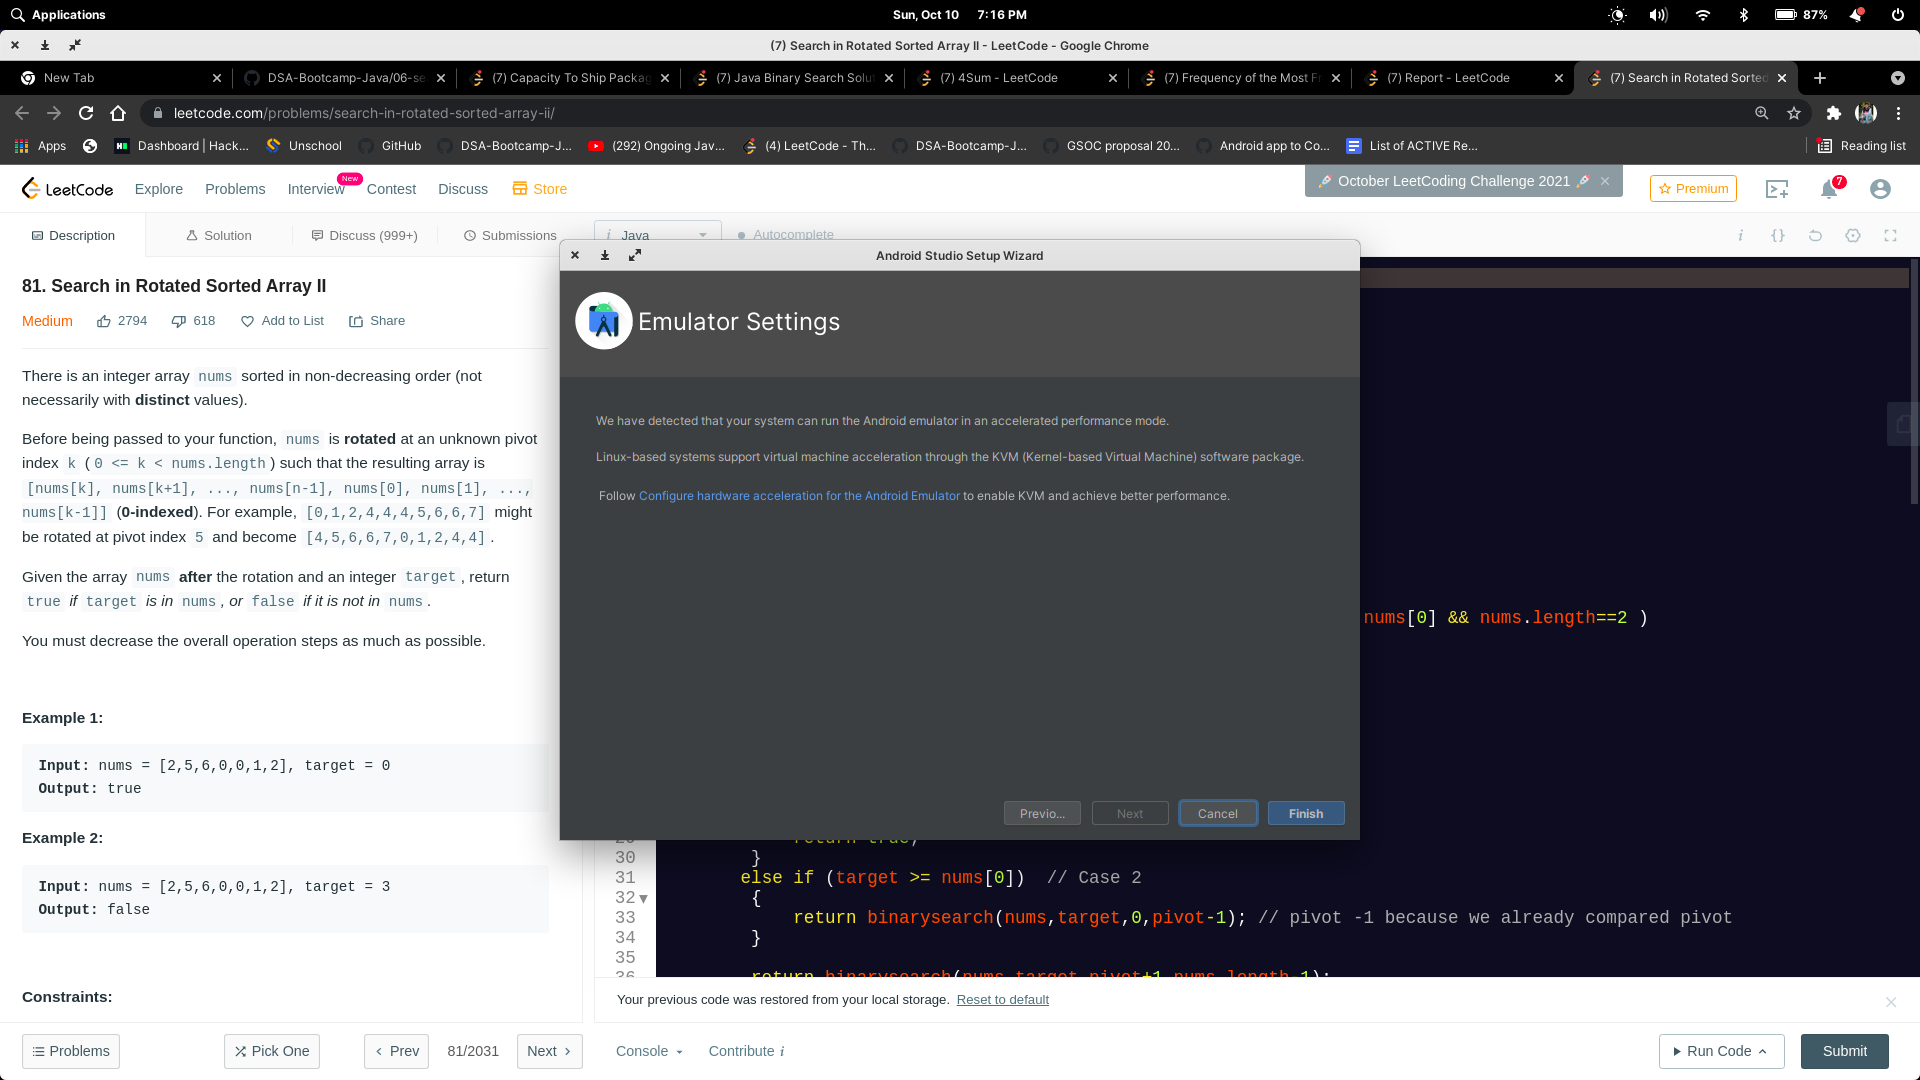 Applications
Sun, Oct 10 7:16 PM
87%
(7) Search in Rotated Sorted Array II - LeetCode - Google Chrome
New Tab
DSA-Bootcamp-Java/06-se
(7) Capacity To Ship Packag
(7) Java Binary Search Solut
(7) 4Sum - LeetCode
(7) Frequency of the Most Fr
(7) Report - LeetCode
(7) Search in Rotated Sorted
leetcode.com/problems/search-in-rotated-sorted-array-ii/
Apps
Dashboard | Hack...
Unschool
GitHub
DSA-Bootcamp-J...
(292) Ongoing Jav...
(4) LeetCode - Th...
DSA-Bootcamp-J...
GSOC proposal 20...
Android app to Co...
List of ACTIVE Re...
Reading list
LeetCode
Explore
Problems
Interview
New
Contest
Discuss
Store
October LeetCoding Challenge 2021
Premium
7
Description
Solution
Discuss (999+)
Submissions
i Java
Autocomplete
81. Search in Rotated Sorted Array II
Medium
2794
618
Add to List
Share
There is an integer array nums sorted in non-decreasing order (not
necessarily with distinct values).
Before being passed to your function, nums is rotated at an unknown pivot
index k (0 <= k < nums.length) such that the resulting array is
[nums[k], nums[k+1], ..., nums[n-1], nums[0], nums[1], ...,
nums[k-1]] (0-indexed). For example, [0,1,2,4,4,4,5,6,6,7] might
be rotated at pivot index 5 and become [4,5,6,6,7,0,1,2,4,4].
Given the array nums after the rotation and an integer target, return
true if target is in nums, or false if it is not in nums.
You must decrease the overall operation steps as much as possible.
Example 1:
Input: nums = [2,5,6,0,0,1,2], target = 0
Output: true
Example 2:
Input: nums = [2,5,6,0,0,1,2], target = 3
Output: false
Constraints:
Android Studio Setup Wizard
Emulator Settings
We have detected that your system can run the Android emulator in an accelerated performance mode.
Linux-based systems support virtual machine acceleration through the KVM (Kernel-based Virtual Machine) software package.
Follow Configure hardware acceleration for the Android Emulator to enable KVM and achieve better performance.
Previo...
Next
Cancel
Finish
nums[0] && nums.length==2 )
return true;
30 }
31 else if (target >= nums[0]) // Case 2
32 {
33 return binarysearch(nums,target,0,pivot-1); // pivot -1 because we already compared pivot
34 }
35
36 return binarysearch(nums,target,pivot+1,nums.length-1);
Your previous code was restored from your local storage. Reset to default
Problems
Pick One
Prev
81/2031
Next
Console
Contribute i
Run Code
Submit